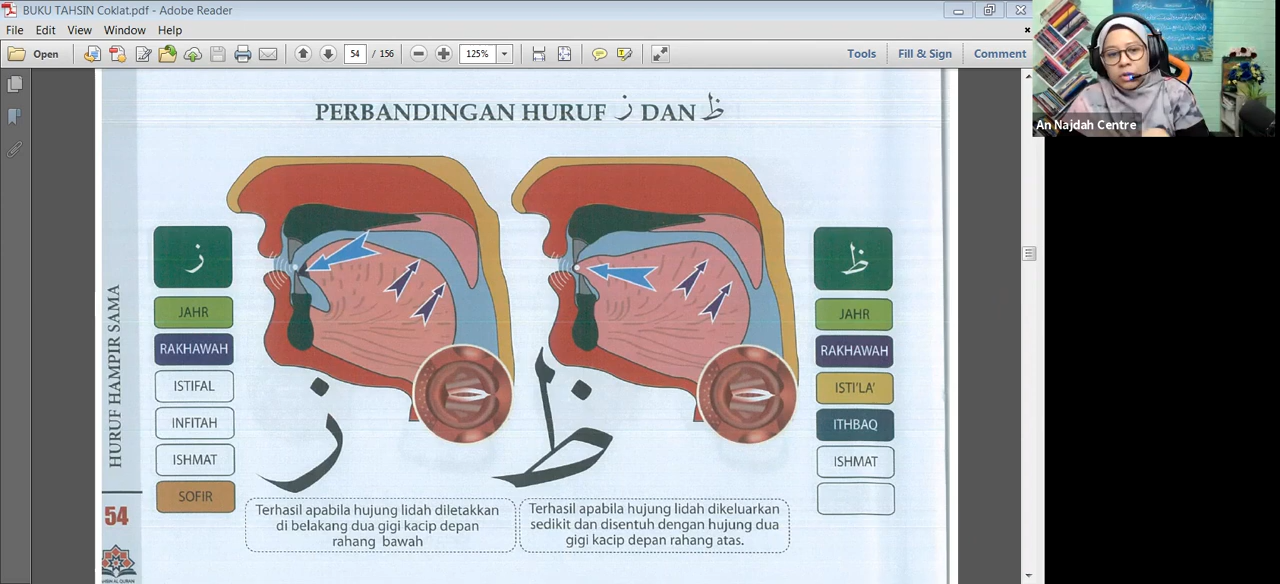 BUKU TAHSIN Coklat.pdf - Adobe Reader
File Edit View Window Help
Open 54 / 156 125% Tools Fill & Sign Comment
An Najdah Centre
PERBANDINGAN HURUF ز DAN ظ
HURUF HAMPIR SAMA
ز
JAHR
RAKHAWAH
ISTIFAL
INFITAH
ISHMAT
SOFIR
ز
Terhasil apabila hujung lidah diletakkan
di belakang dua gigi kacip depan
rahang bawah
ظ
Terhasil apabila hujung lidah dikeluarkan
sedikit dan disentuh dengan hujung dua
gigi kacip depan rahang atas.
ظ
JAHR
RAKHAWAH
ISTI'LA'
ITHBAQ
ISHMAT
54